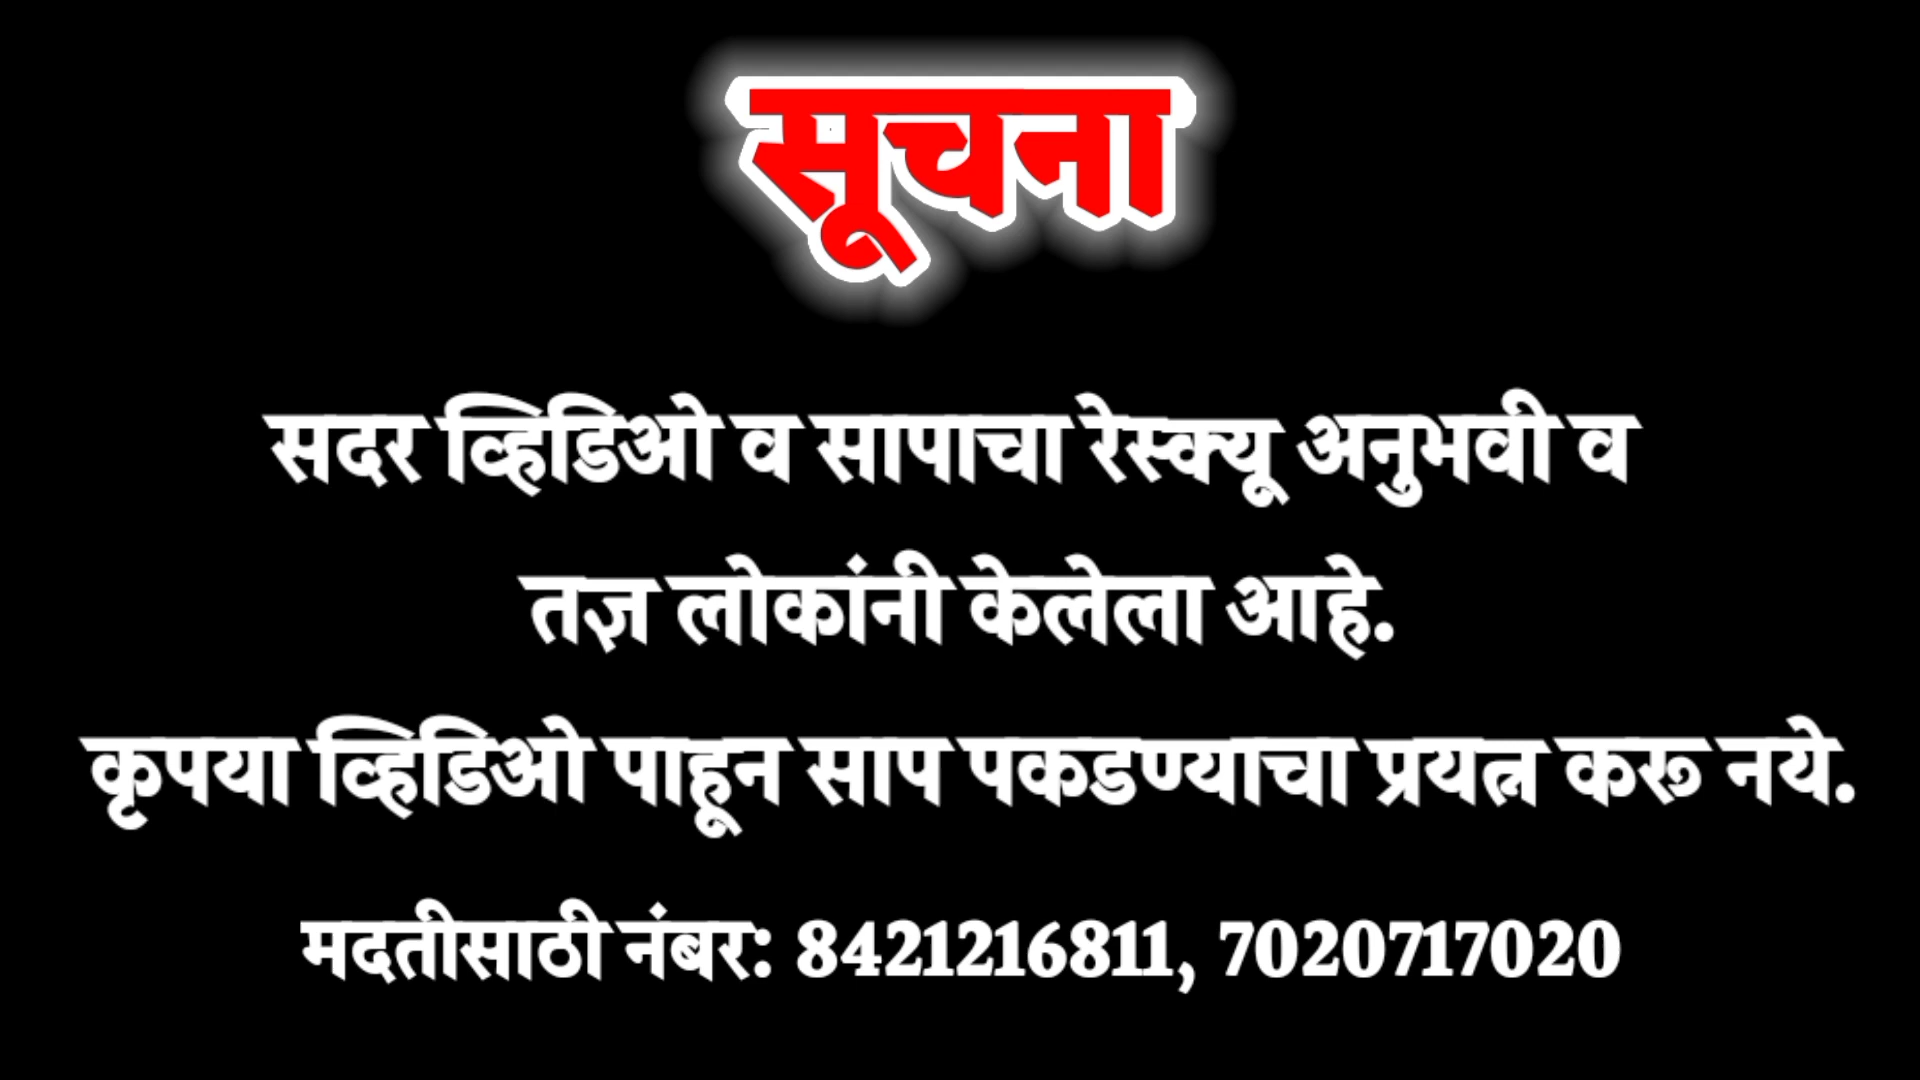 सूचना
सदर व्हिडिओ व सापाचा रेस्क्यू अनुभवी व
तज्ञ लोकांनी केलेला आहे.
कृपया व्हिडिओ पाहून साप पकडण्याचा प्रयत्न करू नये.
मदतीसाठी नंबर: 8421216811, 7020717020